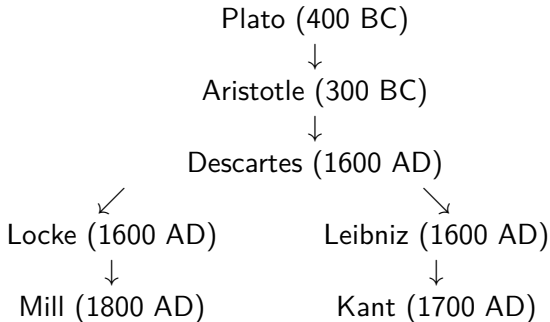 Plato (400 BC)
Aristotle (300 BC)
Descartes (1600 AD)
Locke (1600 AD) Leibniz (1600 AD)
Mill (1800 AD) Kant (1700 AD)